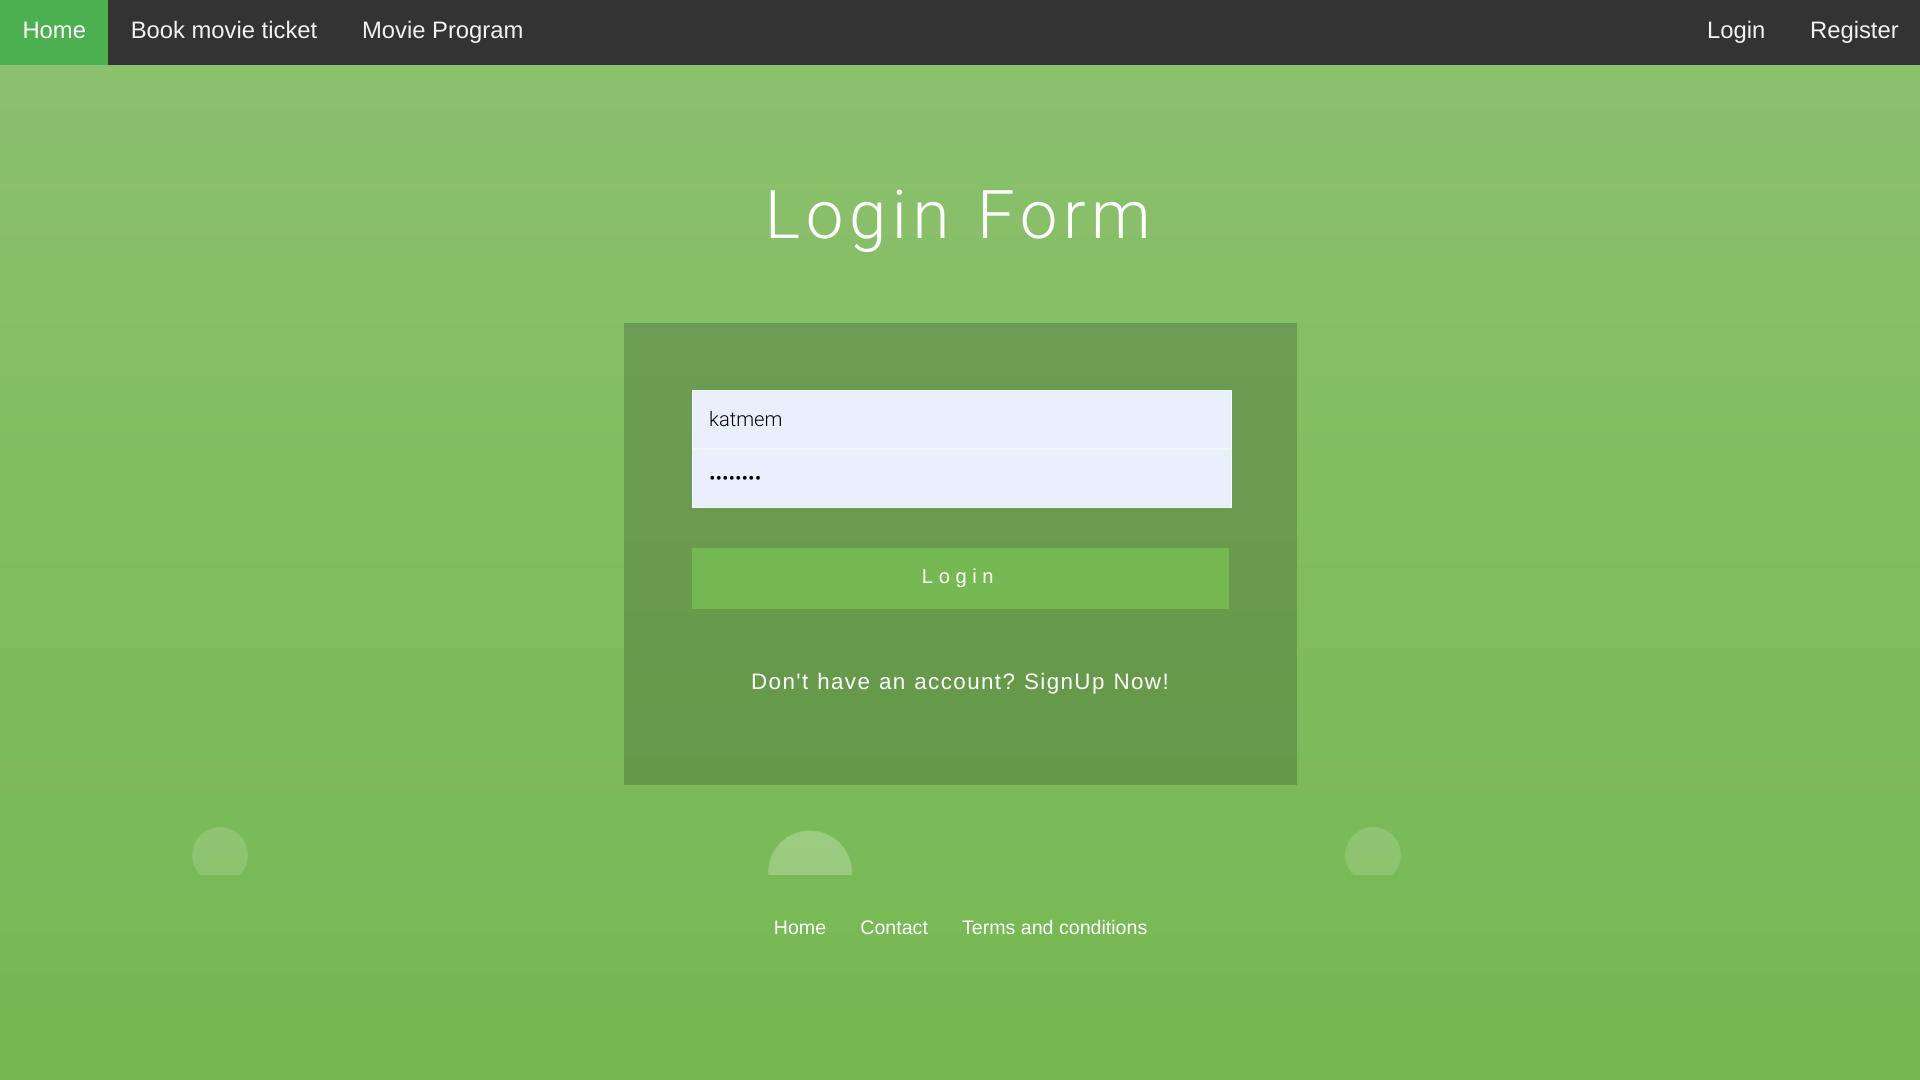 Home Book movie ticket Movie Program Login Register
Login Form
katmem
••••••••
Login
Don't have an account? SignUp Now!
Home Contact Terms and conditions